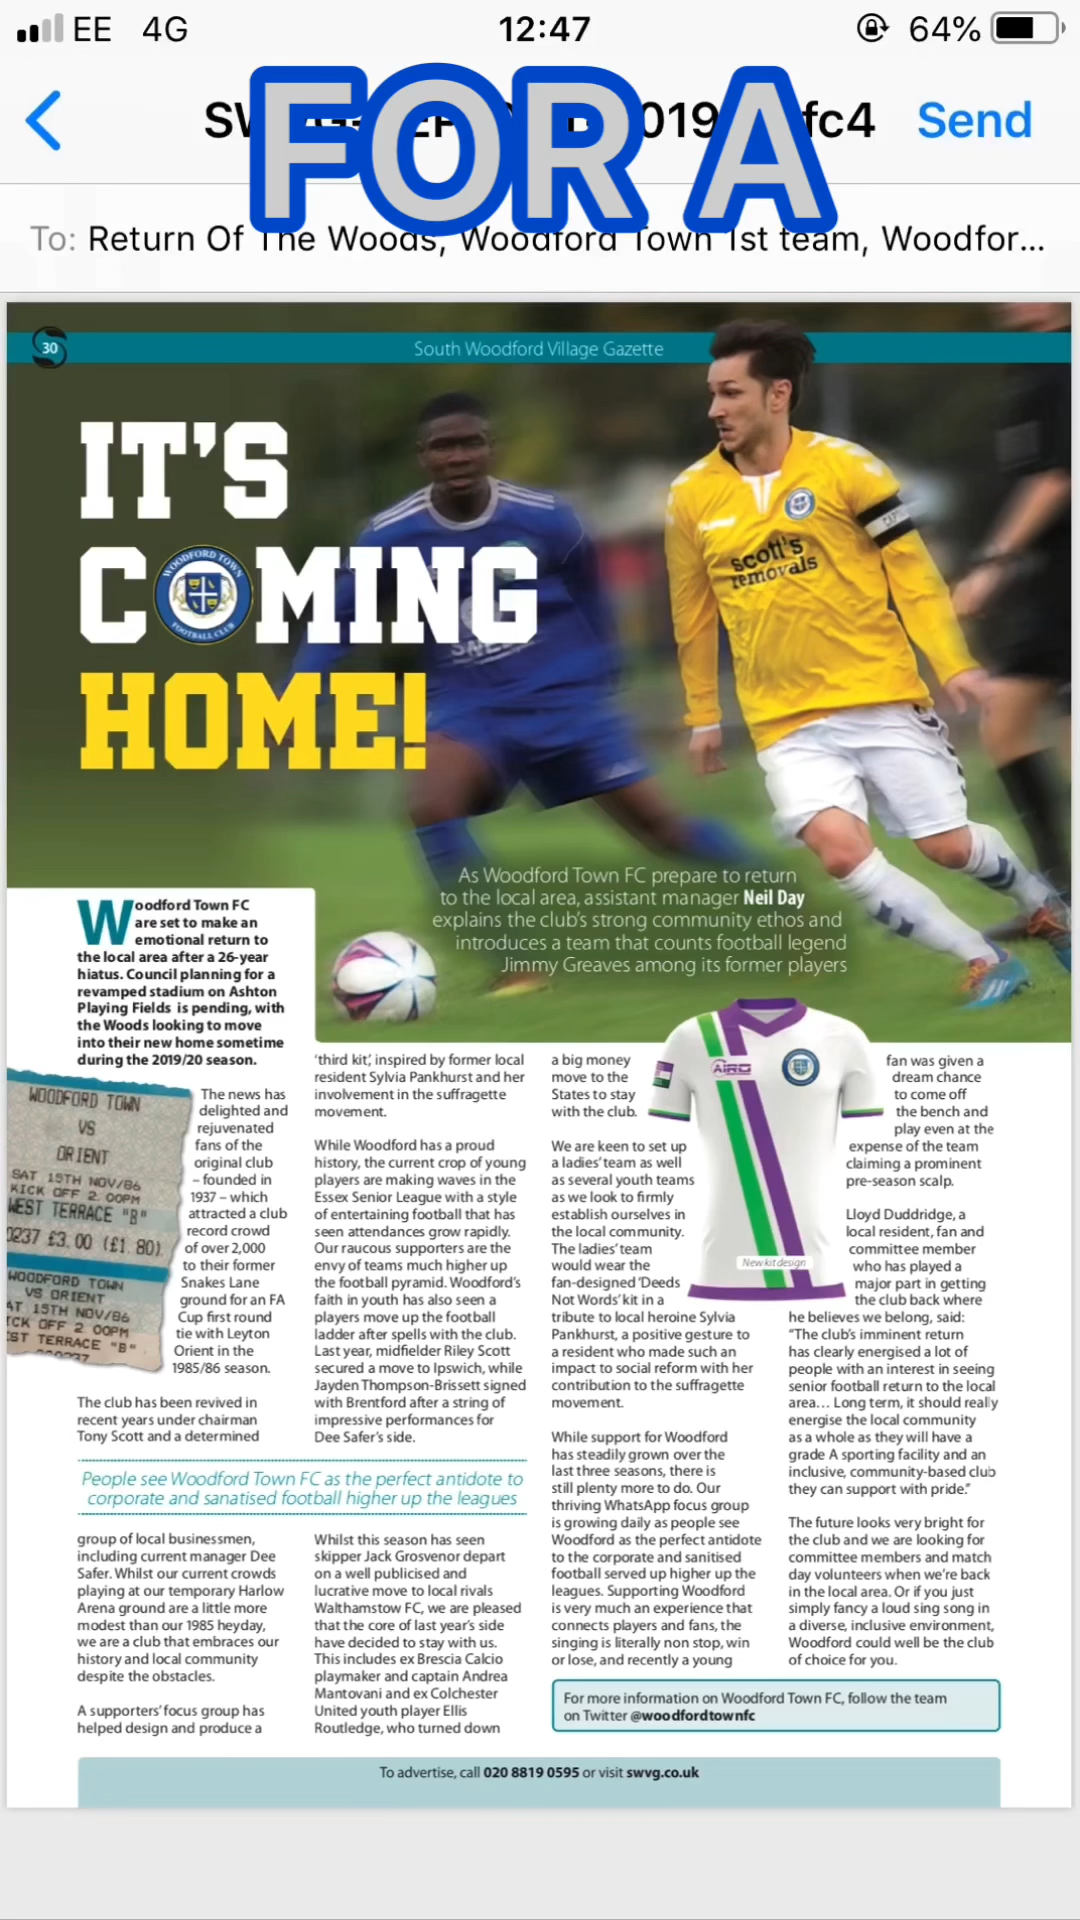 EE 4G 12:47 64%
FOR A
Send
To: Return Of The Woods, Woodford Town 1st team, Woodfor...
30
South Woodford Village Gazette
IT'S
COMING
HOME!
WOODFORD TOWN
FOOTBALL CLUB
scott's
removals
As Woodford Town FC prepare to return
to the local area, assistant manager Neil Day
explains the club's strong community ethos and
introduces a team that counts football legend
Jimmy Greaves among its former players
Woodford Town FC
are set to make an
emotional return to
the local area after a 26-year
hiatus. Council planning for a
revamped stadium on Ashton
Playing Fields is pending, with
the Woods looking to move
into their new home sometime
during the 2019/20 season.
WOODFORD TOWN
VS
ORIENT
SAT 15TH NOV/86
KICK OFF 2 00PM
WEST TERRACE "B"
0237 £3.00 (£1.80)
WOODFORD TOWN
VS ORIENT
AT 15TH NOV/86
ICK OFF 2 00PM
ST TERRACE "B"
The news has
delighted and
rejuvenated
fans of the
original club
– founded in
1937 – which
attracted a club
record crowd
of over 2,000
to their former
Snakes Lane
ground for an FA
Cup first round
tie with Leyton
Orient in the
1985/86 season.
The club has been revived in
recent years under chairman
Tony Scott and a determined
People see Woodford Town FC as the perfect antidote to
corporate and sanatised football higher up the leagues
group of local businesmen,
including current manager Dee
Safer. Whilst our current crowds
playing at our temporary Harlow
Arena ground are a little more
modest than our 1985 heyday,
we are a club that embraces our
history and local community
despite the obstacles.
A supporters' focus group has
helped design and produce a
'third kit', inspired by former local
resident Sylvia Pankhurst and her
involvement in the suffragette
movement.
While Woodford has a proud
history, the current crop of young
players are making waves in the
Essex Senior League with a style
of entertaining football that has
seen attendances grow rapidly.
Our raucous supporters are the
envy of teams much higher up
the football pyramid. Woodford's
faith in youth has also seen a
players move up the football
ladder after spells with the club.
Last year, midfielder Riley Scott
secured a move to Ipswich, while
Jayden Thompson-Brissett signed
with Brentford after a string of
impressive performances for
Dee Safer's side.
Whilst this season has seen
skipper Jack Grosvenor depart
on a well publicised and
lucrative move to local rivals
Walthamstow FC, we are pleased
that the core of last year's side
have decided to stay with us.
This includes ex Brescia Calcio
playmaker and captain Andrea
Mantovani and ex Colchester
United youth player Ellis
Routledge, who turned down
a big money
move to the
States to stay
with the club.
We are keen to set up
a ladies' team as well
as several youth teams
as we look to firmly
establish ourselves in
the local community.
The ladies' team
would wear the
fan-designed 'Deeds
Not Words' kit in a
tribute to local heroine Sylvia
Pankhurst, a positive gesture to
a resident who made such an
impact to social reform with her
contribution to the suffragette
movement.
While support for Woodford
has steadily grown over the
last three seasons, there is
still plenty more to do. Our
thriving WhatsApp focus group
is growing daily as people see
Woodford as the perfect antidote
to the corporate and sanitised
football served up higher up the
leagues. Supporting Woodford
is very much an experience that
connects players and fans, the
singing is literally non stop, win
or lose, and recently a young
AIRO
New kit design
fan was given a
dream chance
to come off
the bench and
play even at the
expense of the team
claiming a prominent
pre-season scalp.
Lloyd Duddridge, a
local resident, fan and
committee member
who has played a
major part in getting
the club back where
he believes we belong, said:
"The club's imminent return
has clearly energised a lot of
people with an interest in seeing
senior football return to the local
area... Long term, it should really
energise the local community
as a whole as they will have a
grade A sporting facility and an
inclusive, community-based club
they can support with pride."
The future looks very bright for
the club and we are looking for
committee members and match
day volunteers when we're back
in the local area. Or if you just
simply fancy a loud sing song in
a diverse, inclusive environment,
Woodford could well be the club
of choice for you.
For more information on Woodford Town FC, follow the team
on Twitter @woodfordtownfc
To advertise, call 020 8819 0595 or visit swvg.co.uk